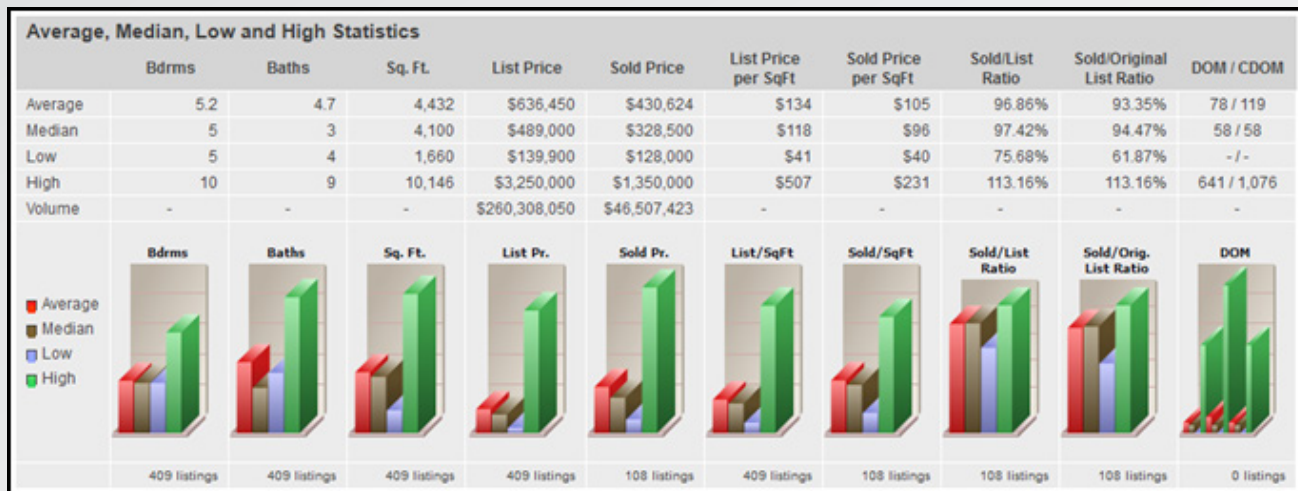 Average, Median, Low and High Statistics
Bdrms Baths Sq. Ft. List Price Sold Price List Price per SqFt Sold Price per SqFt Sold/List Ratio Sold/Original List Ratio DOM / CDOM
Average 5.2 4.7 4,432 $636,450 $430,624 $134 $105 96.86% 93.35% 78 / 119
Median 5 3 4,100 $489,000 $328,500 $118 $96 97.42% 94.47% 58 / 58
Low 5 4 1,660 $139,900 $128,000 $41 $40 75.68% 61.87% - / -
High 10 9 10,146 $3,250,000 $1,350,000 $507 $231 113.16% 113.16% 641 / 1,076
Volume - - - $260,308,050 $46,507,423 - - - - -
Bdrms Baths Sq. Ft. List Pr. Sold Pr. List/SqFt Sold/SqFt Sold/List Ratio Sold/Orig. List Ratio DOM
Average
Median
Low
High
409 listings 409 listings 409 listings 409 listings 108 listings 409 listings 108 listings 108 listings 108 listings 0 listings